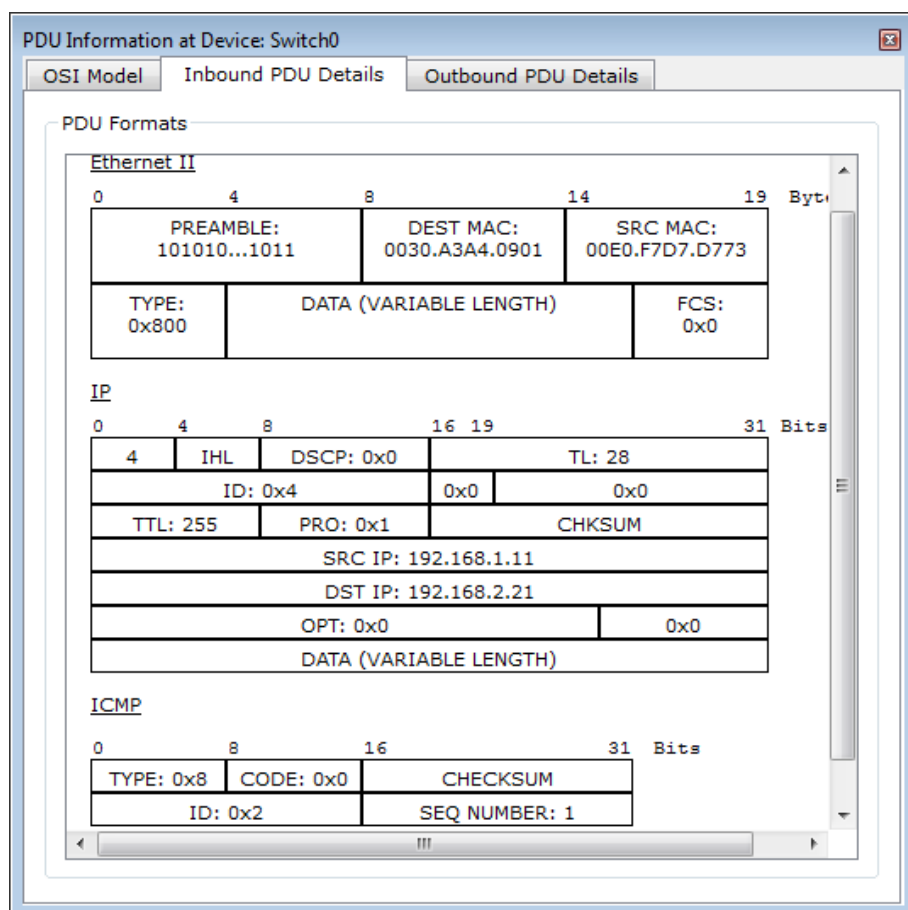 PDU Information at Device: Switch0
OSI Model Inbound PDU Details Outbound PDU Details
PDU Formats
Ethernet II
0 4 8 14 19 Byt
PREAMBLE: DEST MAC: SRC MAC:
101010...1011 0030.A3A4.0901 00E0.F7D7.D773
TYPE: DATA (VARIABLE LENGTH) FCS:
0x800 0x0
IP
0 4 8 16 19 31 Bits
4 IHL DSCP: 0x0 TL: 28
ID: 0x4 0x0 0x0
TTL: 255 PRO: 0x1 CHKSUM
SRC IP: 192.168.1.11
DST IP: 192.168.2.21
OPT: 0x0 0x0
DATA (VARIABLE LENGTH)
ICMP
0 8 16 31 Bits
TYPE: 0x8 CODE: 0x0 CHECKSUM
ID: 0x2 SEQ NUMBER: 1